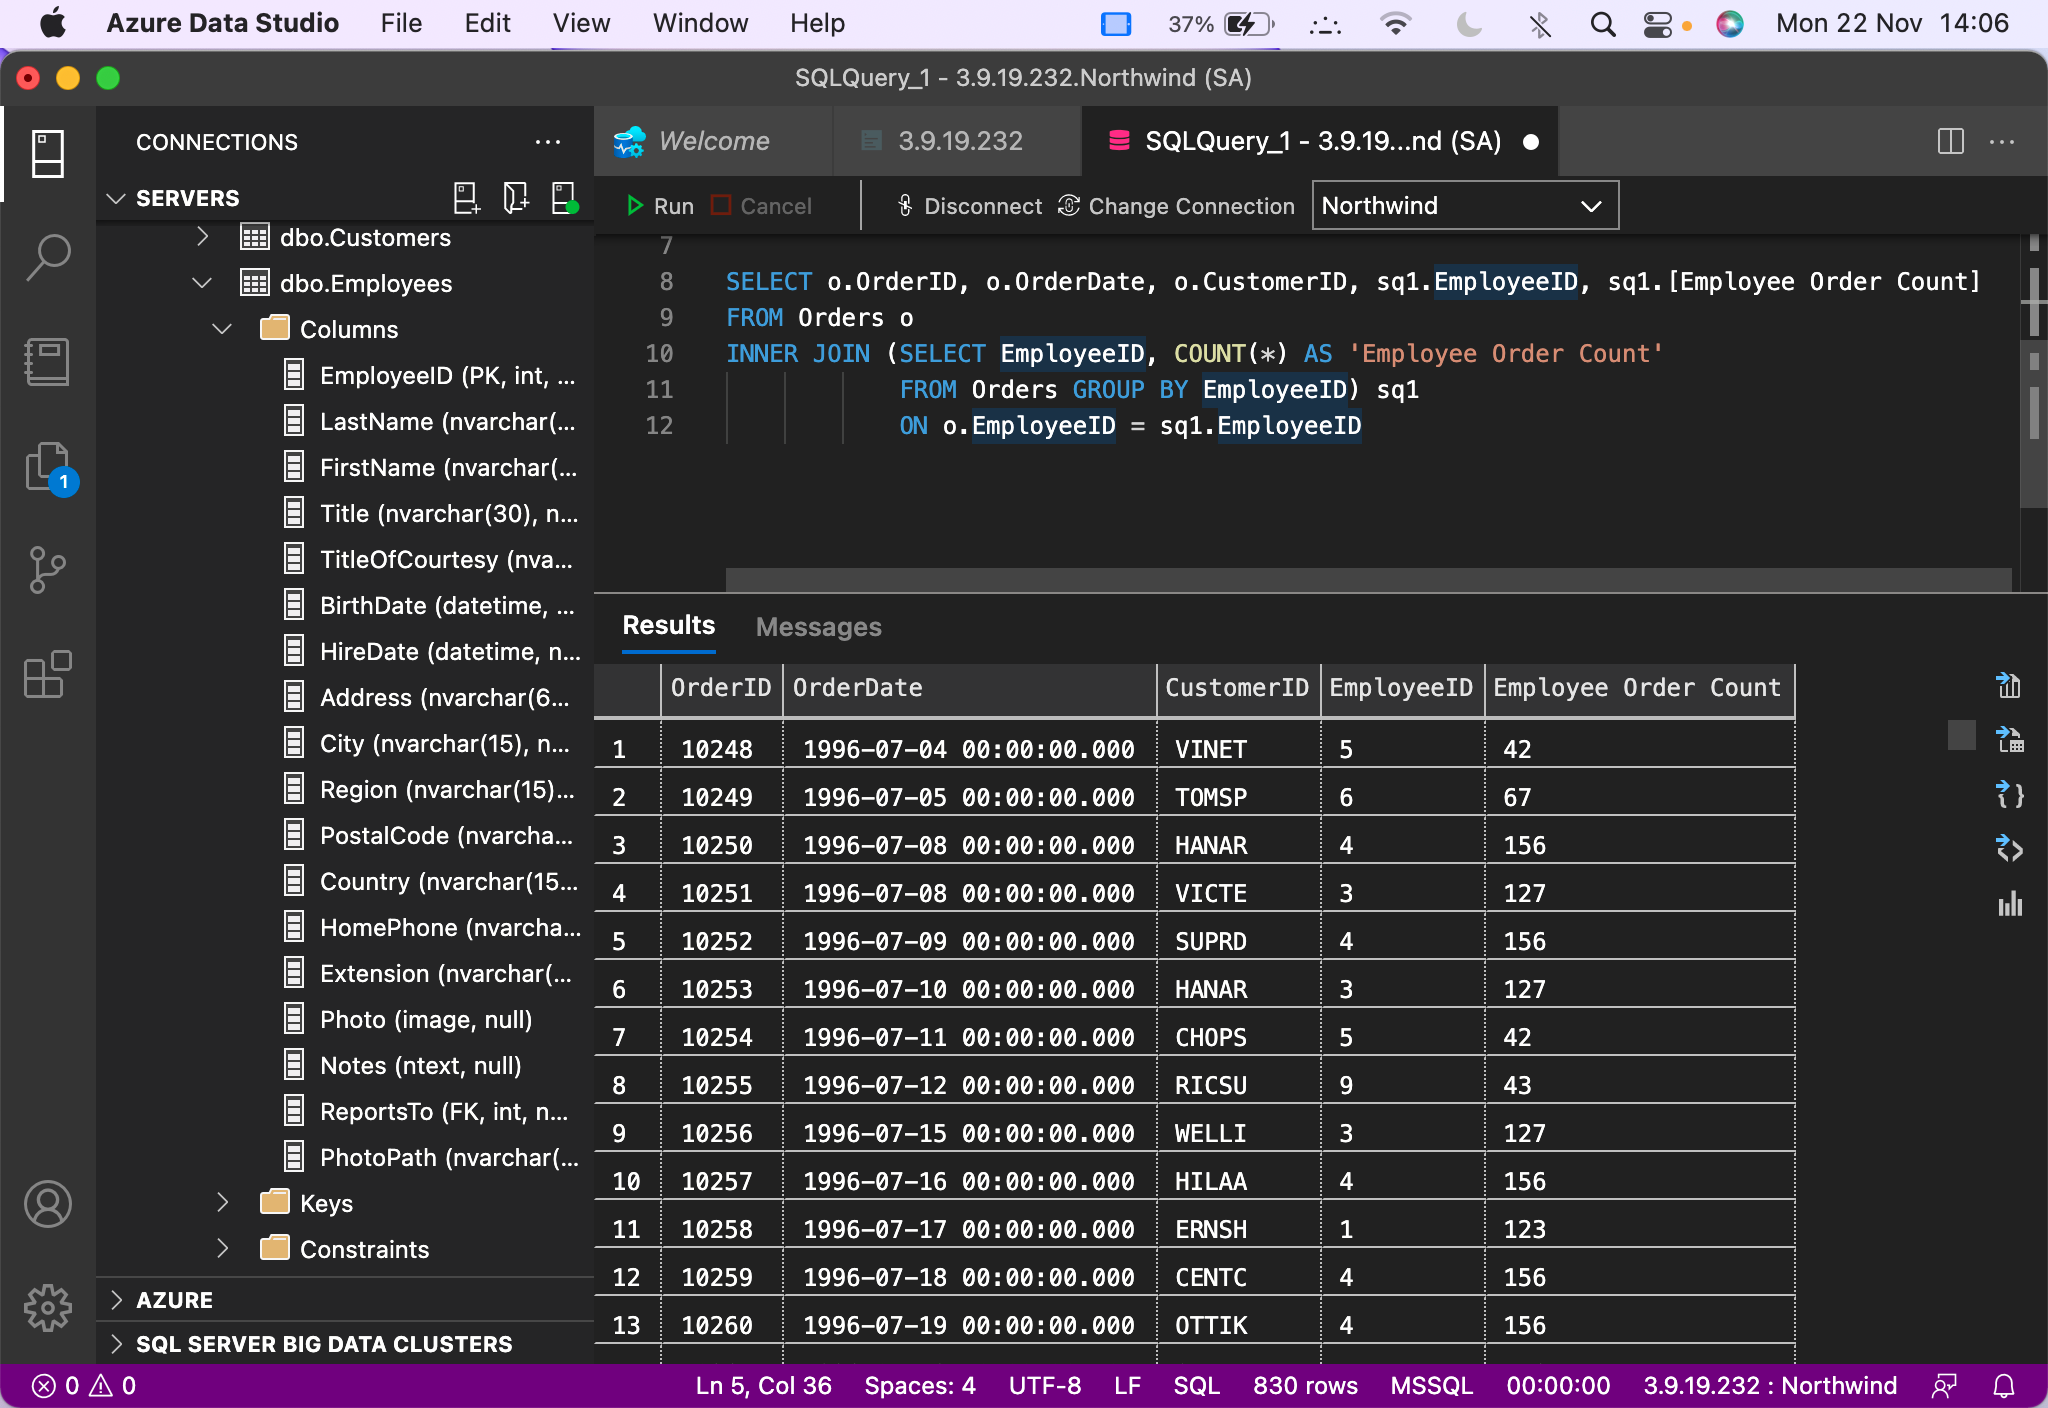 Azure Data Studio File Edit View Window Help 37% Mon 22 Nov 14:06
SQLQuery_1 - 3.9.19.232.Northwind (SA)
CONNECTIONS
SERVERS
dbo.Customers
dbo.Employees
Columns
EmployeeID (PK, int, ...
LastName (nvarchar(...
FirstName (nvarchar(...
Title (nvarchar(30), n...
TitleOfCourtesy (nva...
BirthDate (datetime, ...
HireDate (datetime, n...
Address (nvarchar(6...
City (nvarchar(15), n...
Region (nvarchar(15)...
PostalCode (nvarcha...
Country (nvarchar(15...
HomePhone (nvarcha...
Extension (nvarchar(...
Photo (image, null)
Notes (ntext, null)
ReportsTo (FK, int, n...
PhotoPath (nvarchar(...
Keys
Constraints
AZURE
SQL SERVER BIG DATA CLUSTERS
1
Welcome 3.9.19.232 SQLQuery_1 - 3.9.19...nd (SA)
Run Cancel Disconnect Change Connection Northwind
7
8 SELECT o.OrderID, o.OrderDate, o.CustomerID, sq1.EmployeeID, sq1.[Employee Order Count]
9 FROM Orders o
10 INNER JOIN (SELECT EmployeeID, COUNT(*) AS 'Employee Order Count'
11 FROM Orders GROUP BY EmployeeID) sq1
12 ON o.EmployeeID = sq1.EmployeeID
Results Messages
OrderID OrderDate CustomerID EmployeeID Employee Order Count
1 10248 1996-07-04 00:00:00.000 VINET 5 42
2 10249 1996-07-05 00:00:00.000 TOMSP 6 67
3 10250 1996-07-08 00:00:00.000 HANAR 4 156
4 10251 1996-07-08 00:00:00.000 VICTE 3 127
5 10252 1996-07-09 00:00:00.000 SUPRD 4 156
6 10253 1996-07-10 00:00:00.000 HANAR 3 127
7 10254 1996-07-11 00:00:00.000 CHOPS 5 42
8 10255 1996-07-12 00:00:00.000 RICSU 9 43
9 10256 1996-07-15 00:00:00.000 WELLI 3 127
10 10257 1996-07-16 00:00:00.000 HILAA 4 156
11 10258 1996-07-17 00:00:00.000 ERNSH 1 123
12 10259 1996-07-18 00:00:00.000 CENTC 4 156
13 10260 1996-07-19 00:00:00.000 OTTIK 4 156
0 0 Ln 5, Col 36 Spaces: 4 UTF-8 LF SQL 830 rows MSSQL 00:00:00 3.9.19.232 : Northwind